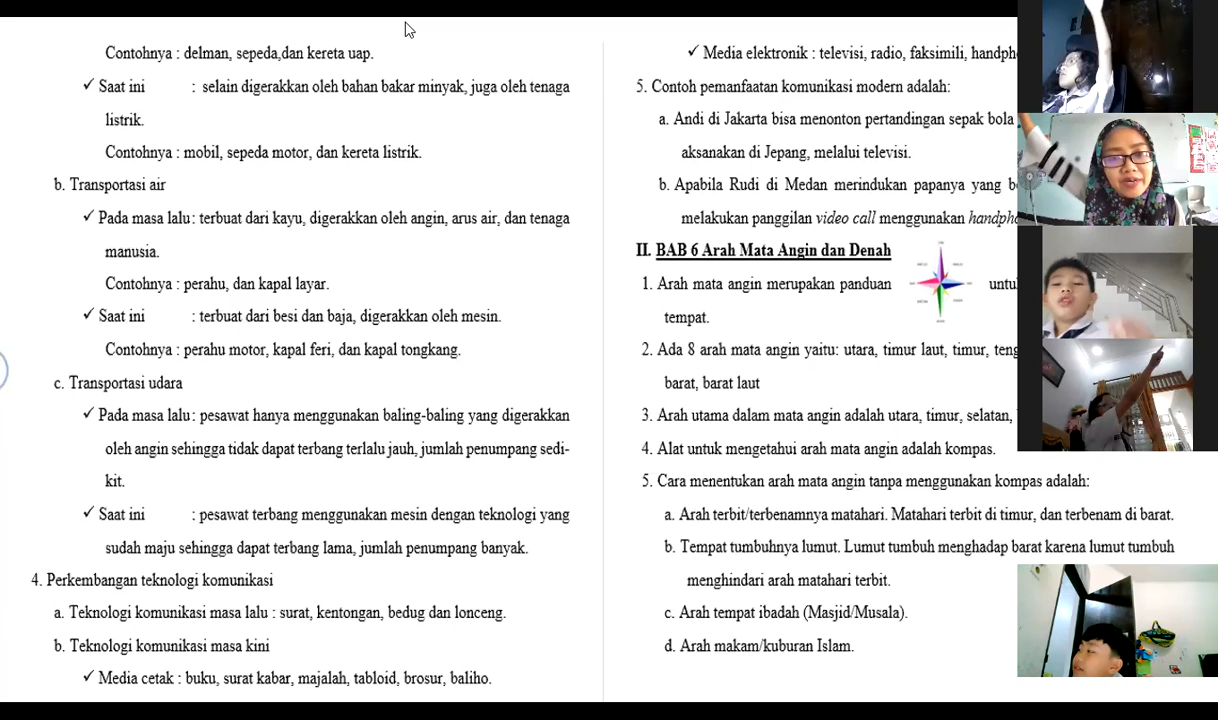 Contohnya : delman, sepeda,dan kereta uap.
✓ Saat ini : selain digerakkan oleh bahan bakar minyak, juga oleh tenaga
listrik.
Contohnya : mobil, sepeda motor, dan kereta listrik.
b. Transportasi air
✓ Pada masa lalu: terbuat dari kayu, digerakkan oleh angin, arus air, dan tenaga
manusia.
Contohnya : perahu, dan kapal layar.
✓ Saat ini : terbuat dari besi dan baja, digerakkan oleh mesin.
Contohnya : perahu motor, kapal feri, dan kapal tongkang.
c. Transportasi udara
✓ Pada masa lalu: pesawat hanya menggunakan baling-baling yang digerakkan
oleh angin sehingga tidak dapat terbang terlalu jauh, jumlah penumpang sedi-
kit.
✓ Saat ini : pesawat terbang menggunakan mesin dengan teknologi yang
sudah maju sehingga dapat terbang lama, jumlah penumpang banyak.
4. Perkembangan teknologi komunikasi
a. Teknologi komunikasi masa lalu : surat, kentongan, bedug dan lonceng.
b. Teknologi komunikasi masa kini
✓ Media cetak : buku, surat kabar, majalah, tabloid, brosur, baliho.
✓ Media elektronik : televisi, radio, faksimili, handph
5. Contoh pemanfaatan komunikasi modern adalah:
a. Andi di Jakarta bisa menonton pertandingan sepak bola
aksanakan di Jepang, melalui televisi.
b. Apabila Rudi di Medan merindukan papanya yang b
melakukan panggilan video call menggunakan handpho
II. BAB 6 Arah Mata Angin dan Denah
1. Arah mata angin merupakan panduan untu
tempat.
2. Ada 8 arah mata angin yaitu: utara, timur laut, timur, teng
barat, barat laut
3. Arah utama dalam mata angin adalah utara, timur, selatan,
4. Alat untuk mengetahui arah mata angin adalah kompas.
5. Cara menentukan arah mata angin tanpa menggunakan kompas adalah:
a. Arah terbit/terbenamnya matahari. Matahari terbit di timur, dan terbenam di barat.
b. Tempat tumbuhnya lumut. Lumut tumbuh menghadap barat karena lumut tumbuh
menghindari arah matahari terbit.
c. Arah tempat ibadah (Masjid/Musala).
d. Arah makam/kuburan Islam.